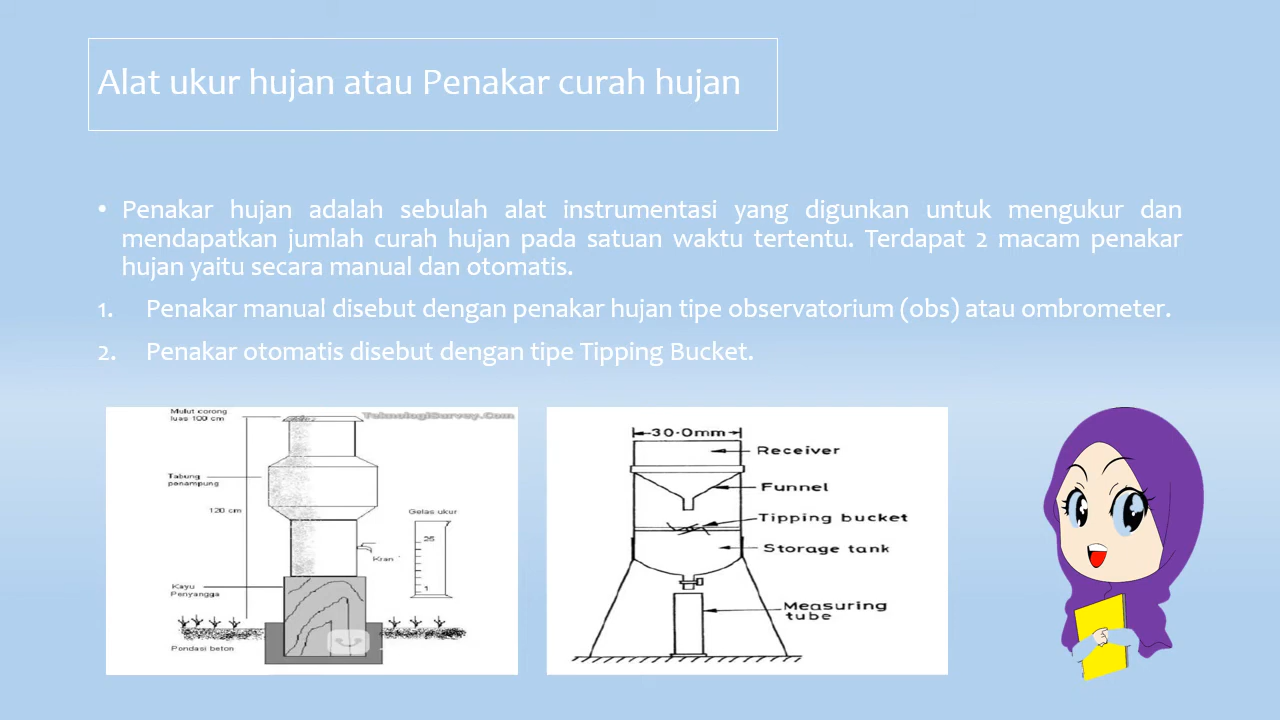 Alat ukur hujan atau Penakar curah hujan
• Penakar hujan adalah sebulah alat instrumentasi yang digunkan untuk mengukur dan
mendapatkan jumlah curah hujan pada satuan waktu tertentu. Terdapat 2 macam penakar
hujan yaitu secara manual dan otomatis.
1. Penakar manual disebut dengan penakar hujan tipe observatorium (obs) atau ombrometer.
2. Penakar otomatis disebut dengan tipe Tipping Bucket.
Mulut corong
luas 100 cm
TeknologiSurvey.Com
Tabung
penampung
120 cm
Gelas ukur
25
Kran
Kayu
Penyangga
1
Pondasi beton
30.0mm
Receiver
Funnel
Tipping bucket
Storage tank
Measuring
tube